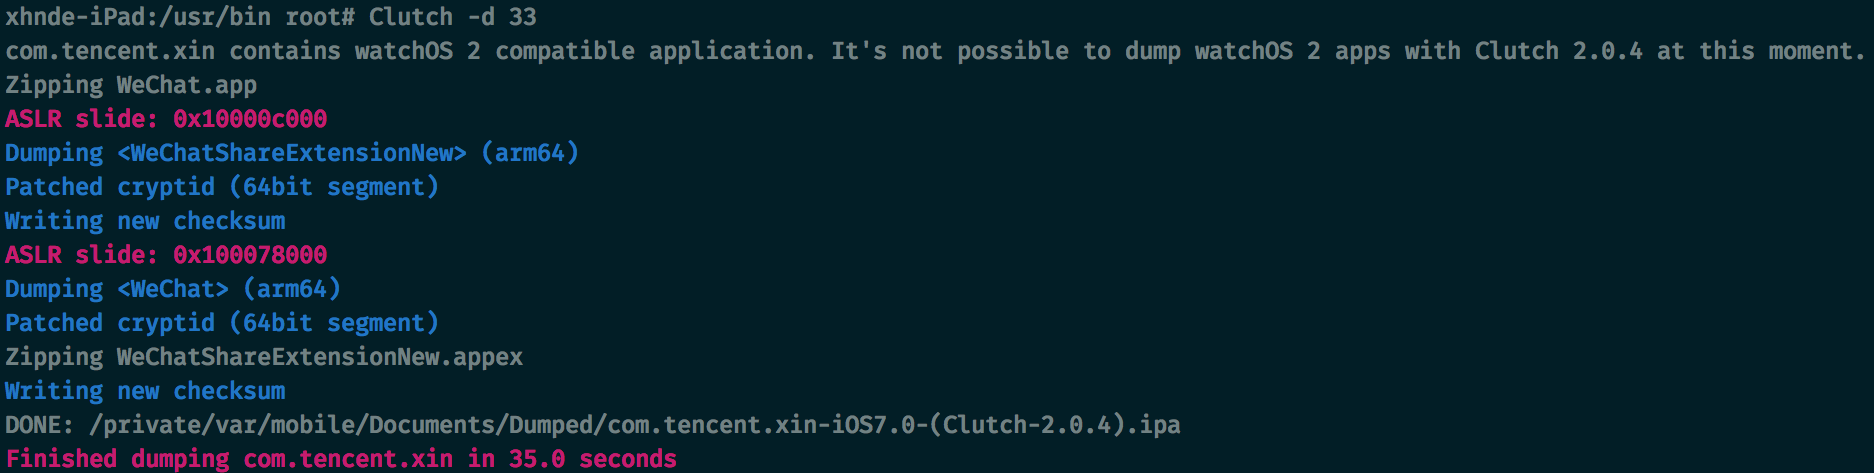 xhnde-iPad:/usr/bin root# Clutch -d 33
com.tencent.xin contains watchOS 2 compatible application. It's not possible to dump watchOS 2 apps with Clutch 2.0.4 at this moment.
Zipping WeChat.app
ASLR slide: 0x10000c000
Dumping <WeChatShareExtensionNew> (arm64)
Patched cryptid (64bit segment)
Writing new checksum
ASLR slide: 0x100078000
Dumping <WeChat> (arm64)
Patched cryptid (64bit segment)
Zipping WeChatShareExtensionNew.appex
Writing new checksum
DONE: /private/var/mobile/Documents/Dumped/com.tencent.xin-iOS7.0-(Clutch-2.0.4).ipa
Finished dumping com.tencent.xin in 35.0 seconds